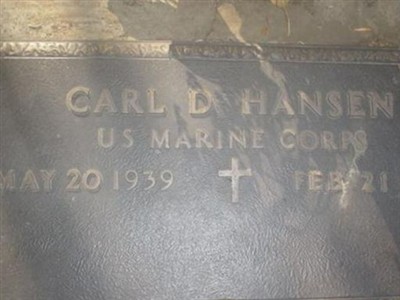 CARL D HANSEN
US MARINE CORPS
MAY 20 1939 FEB 21